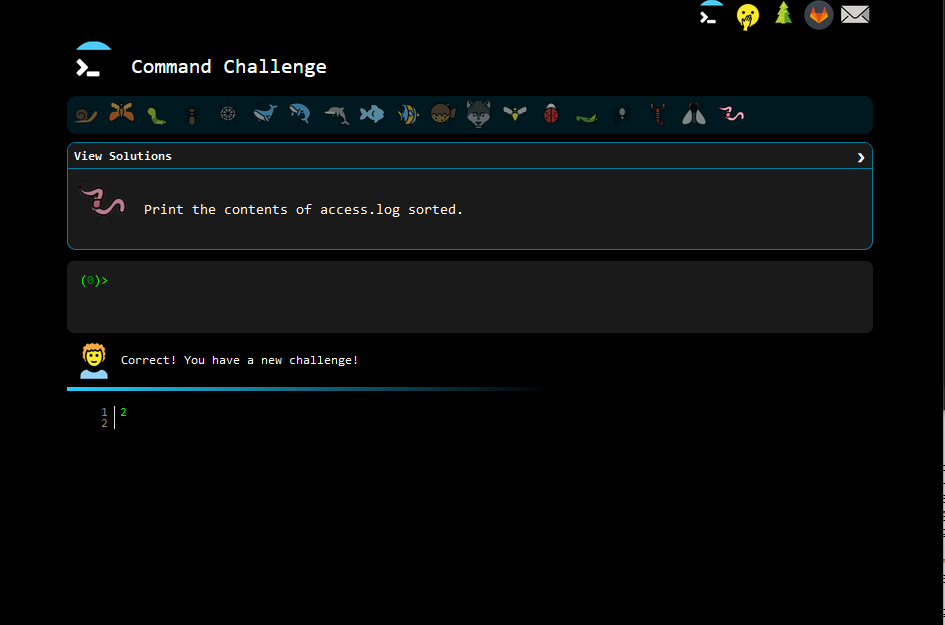 Command Challenge
View Solutions
Print the contents of access.log sorted.
(0)>
Correct! You have a new challenge!
1 2
2